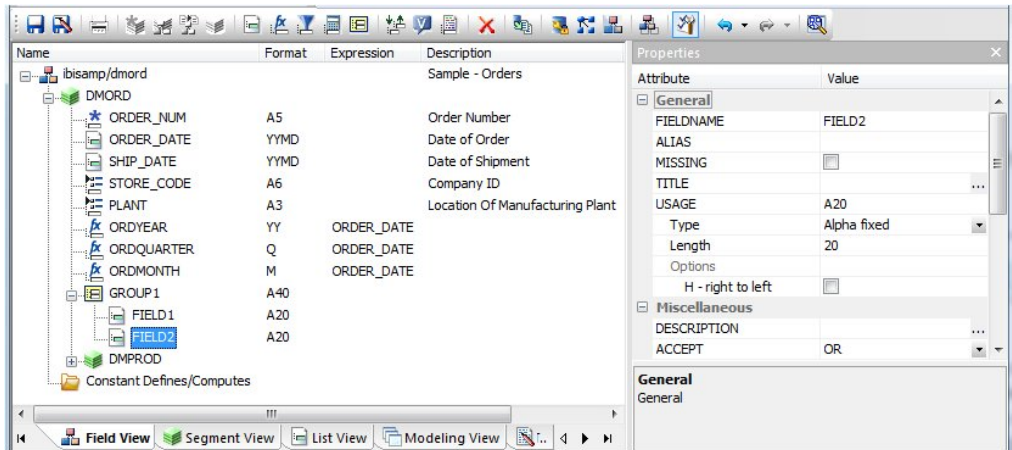 Name Format Expression Description
ibisamp/dmord Sample - Orders
DMORD
ORDER_NUM A5 Order Number
ORDER_DATE YYMD Date of Order
SHIP_DATE YYMD Date of Shipment
STORE_CODE A6 Company ID
PLANT A3 Location Of Manufacturing Plant
fx ORDYEAR YY ORDER_DATE
fx ORDQUARTER Q ORDER_DATE
fx ORDMONTH M ORDER_DATE
GROUP1 A40
FIELD1 A20
FIELD2 A20
DMPROD
Constant Defines/Computes
Field View Segment View List View Modeling View T..
Properties
Attribute Value
General
FIELDNAME FIELD2
ALIAS
MISSING
TITLE ...
USAGE A20
Type Alpha fixed
Length 20
Options
H - right to left
Miscellaneous
DESCRIPTION ...
ACCEPT OR
General
General